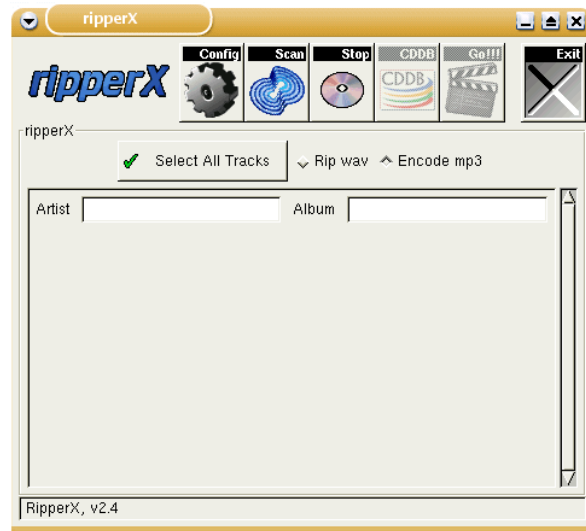 ripperX
ripperX Config Scan Stop CDDB Go!!! Exit
CDDB
ripperX
Select All Tracks Rip wav Encode mp3
Artist Album
RipperX, v2.4